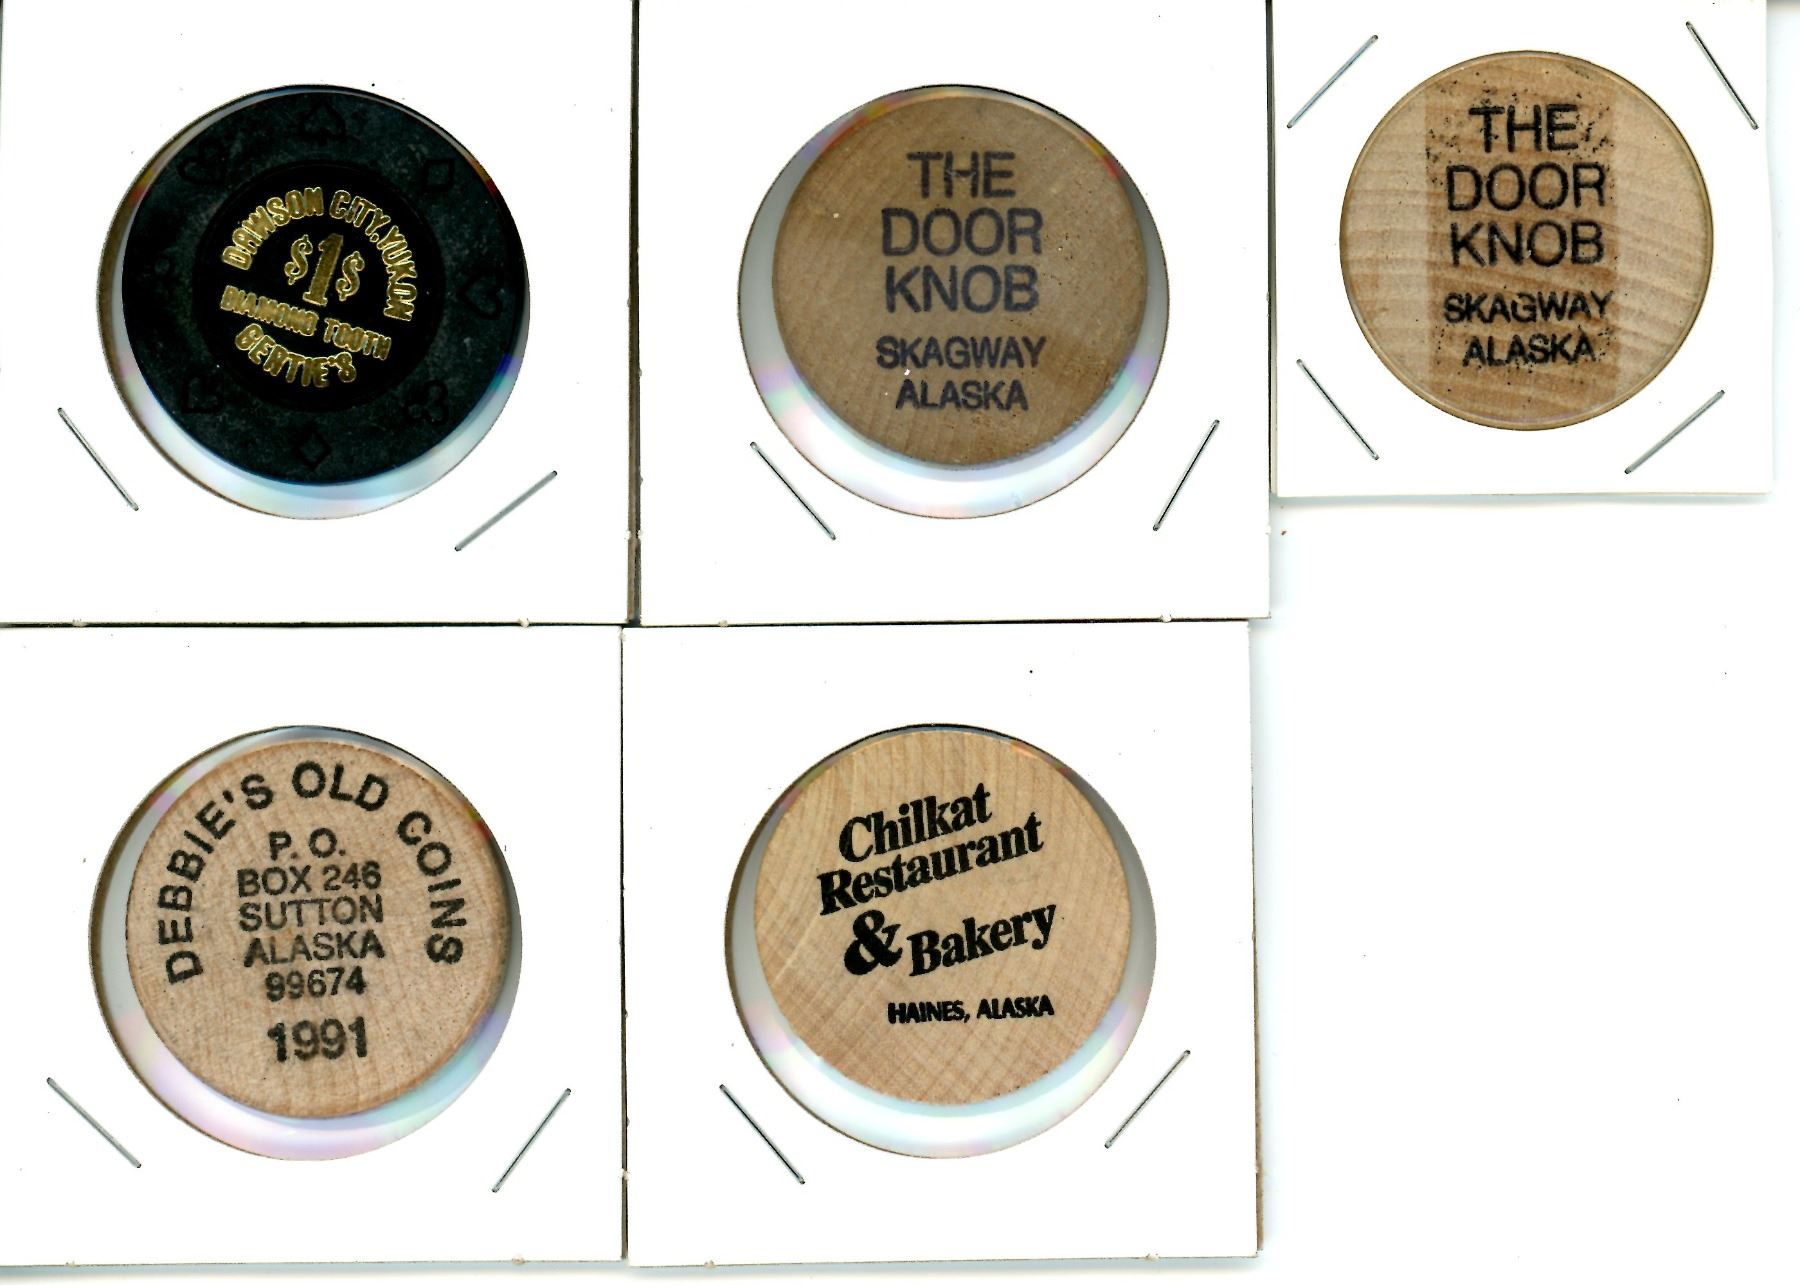 DAWSON CITY, YUKON
$1$
DIAMOND TOOTH
GERTIE'S
THE
DOOR
KNOB
SKAGWAY
ALASKA
THE
DOOR
KNOB
SKAGWAY
ALASKA
DEBBIE'S OLD COINS
P. O.
BOX 246
SUTTON
ALASKA
99674
1991
Chilkat
Restaurant
& Bakery
HAINES, ALASKA